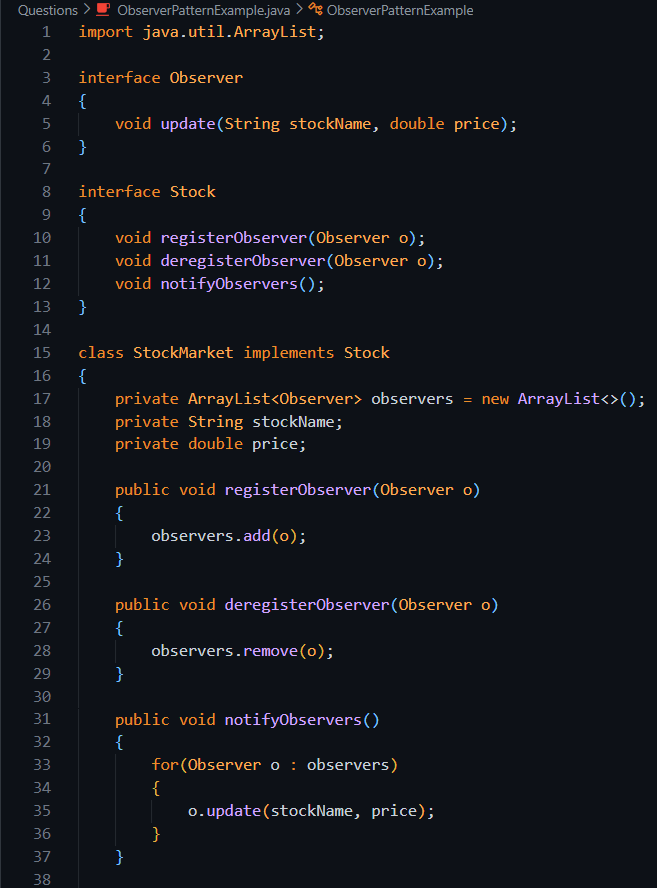 Questions > ObserverPatternExample.java > ObserverPatternExample
1 import java.util.ArrayList;
2
3 interface Observer
4 {
5     void update(String stockName, double price);
6 }
7
8 interface Stock
9 {
10     void registerObserver(Observer o);
11     void deregisterObserver(Observer o);
12     void notifyObservers();
13 }
14
15 class StockMarket implements Stock
16 {
17     private ArrayList<Observer> observers = new ArrayList<>();
18     private String stockName;
19     private double price;
20
21     public void registerObserver(Observer o)
22     {
23         observers.add(o);
24     }
25
26     public void deregisterObserver(Observer o)
27     {
28         observers.remove(o);
29     }
30
31     public void notifyObservers()
32     {
33         for(Observer o : observers)
34         {
35             o.update(stockName, price);
36         }
37     }
38